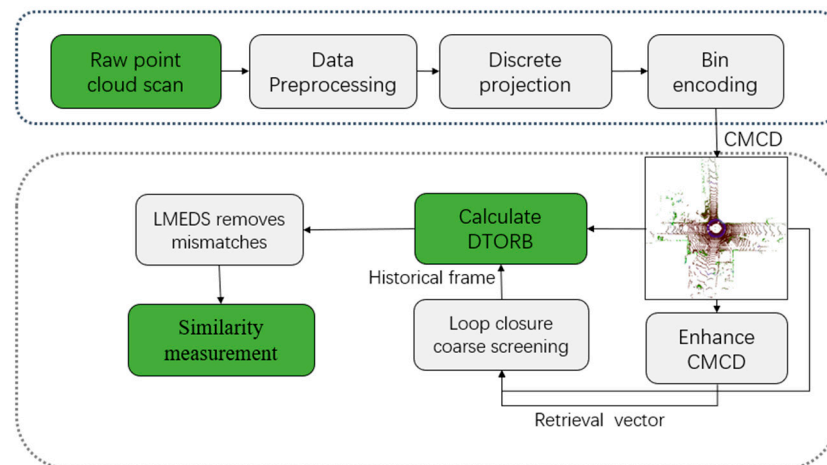 Raw point
cloud scan
Data
Preprocessing
Discrete
projection
Bin
encoding
CMCD
LMEDS removes
mismatches
Calculate
DTORB
Historical frame
Similarity
measurement
Loop closure
coarse screening
Enhance
CMCD
Retrieval vector